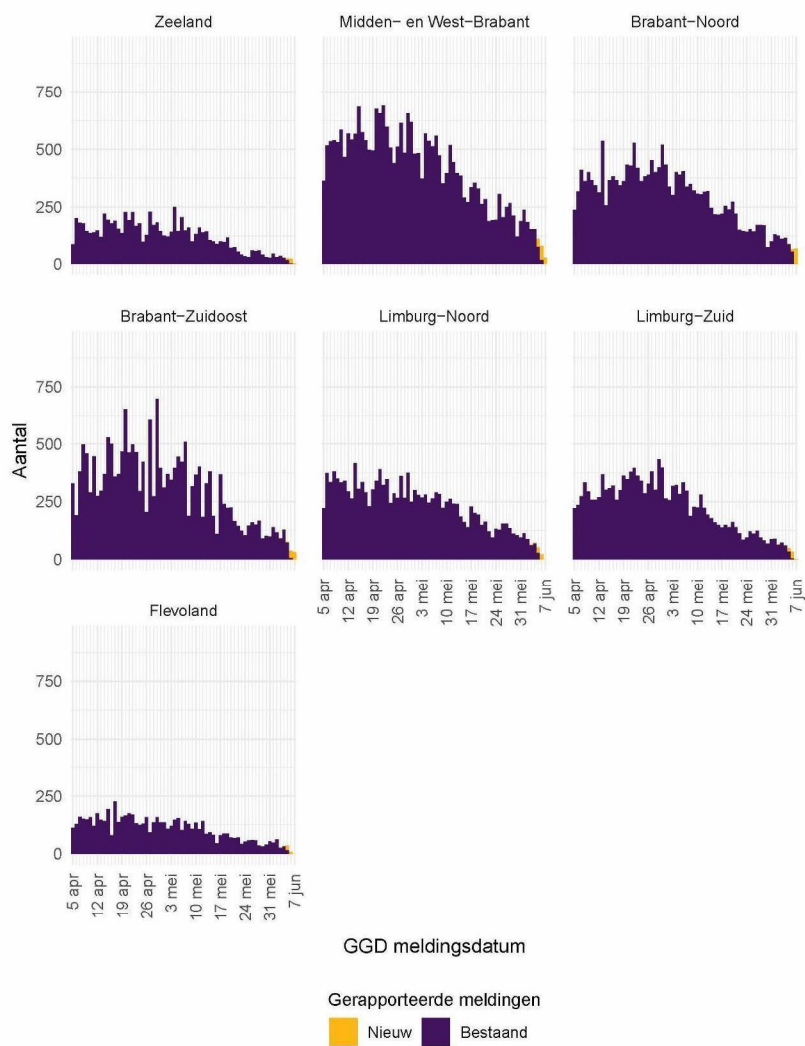 Zeeland
Midden- en West-Brabant
Brabant-Noord
750
500
250
0
Brabant-Zuidoost
Limburg-Noord
Limburg-Zuid
Aantal
750
500
250
0
5 apr
12 apr
19 apr
26 apr
3 mei
10 mei
17 mei
24 mei
31 mei
7 jun
5 apr
12 apr
19 apr
26 apr
3 mei
10 mei
17 mei
24 mei
31 mei
7 jun
Flevoland
750
500
250
0
5 apr
12 apr
19 apr
26 apr
3 mei
10 mei
17 mei
24 mei
31 mei
7 jun
GGD meldingsdatum
Gerapporteerde meldingen
Nieuw Bestaand